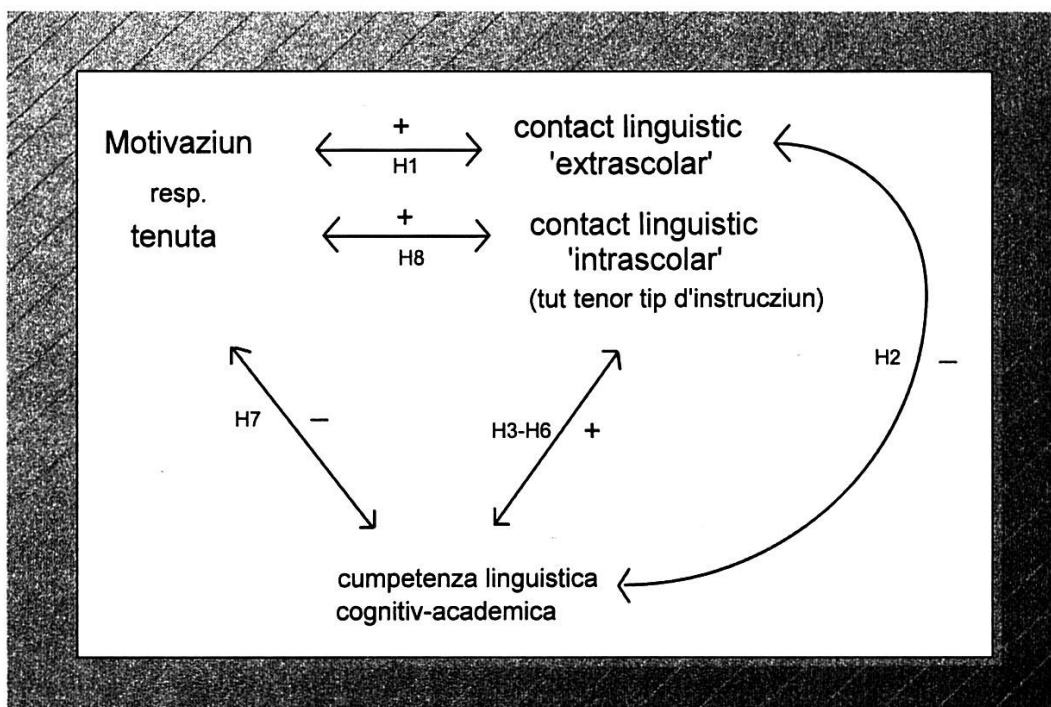 Motivaziun
resp.
tenuta
+
H1
contact linguistic
'extrascolar'
+
H8
contact linguistic
'intrascolar'
(tut tenor tip d'instrucziun)
H2 –
H7 –
H3-H6 +
cumpetenza linguistica
cognitiv-academica